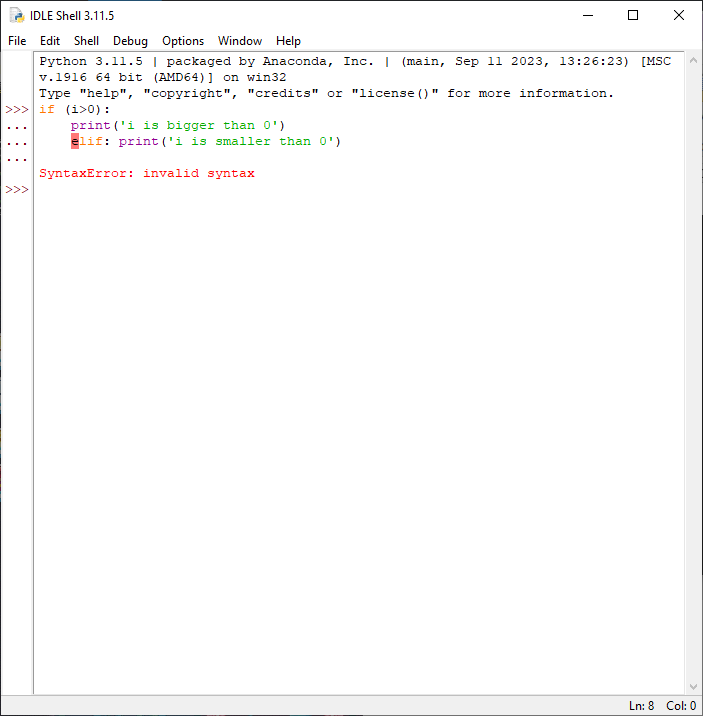 IDLE Shell 3.11.5
File Edit Shell Debug Options Window Help
Python 3.11.5 | packaged by Anaconda, Inc. | (main, Sep 11 2023, 13:26:23) [MSC
v.1916 64 bit (AMD64)] on win32
Type "help", "copyright", "credits" or "license()" for more information.
>>> if (i>0):
...     print('i is bigger than 0')
...     elif: print('i is smaller than 0')
...
SyntaxError: invalid syntax
>>>
Ln: 8 Col: 0